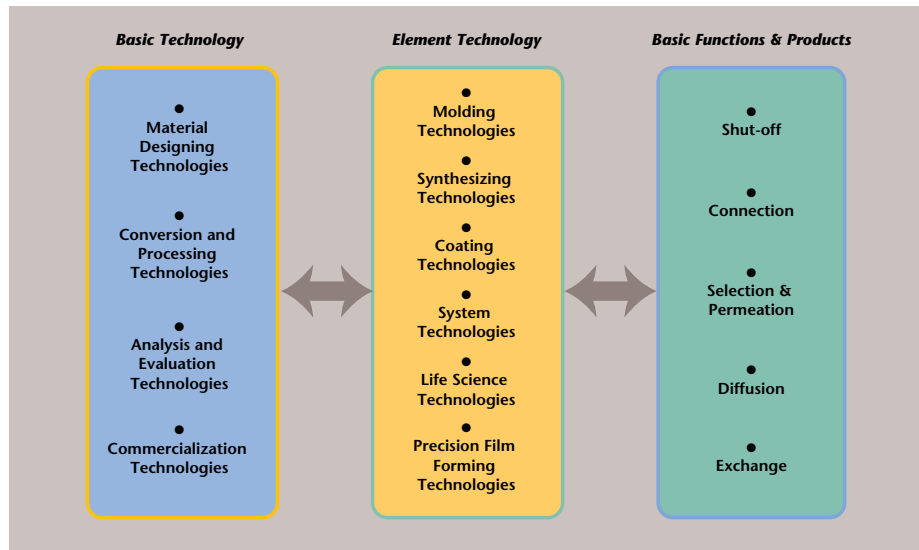 Basic Technology
● Material
Designing
Technologies
● Conversion and
Processing
Technologies
● Analysis and
Evaluation
Technologies
● Commercialization
Technologies
Element Technology
● Molding
Technologies
● Synthesizing
Technologies
● Coating
Technologies
● System
Technologies
● Life Science
Technologies
● Precision Film
Forming
Technologies
Basic Functions & Products
● Shut-off
● Connection
● Selection &
Permeation
● Diffusion
● Exchange